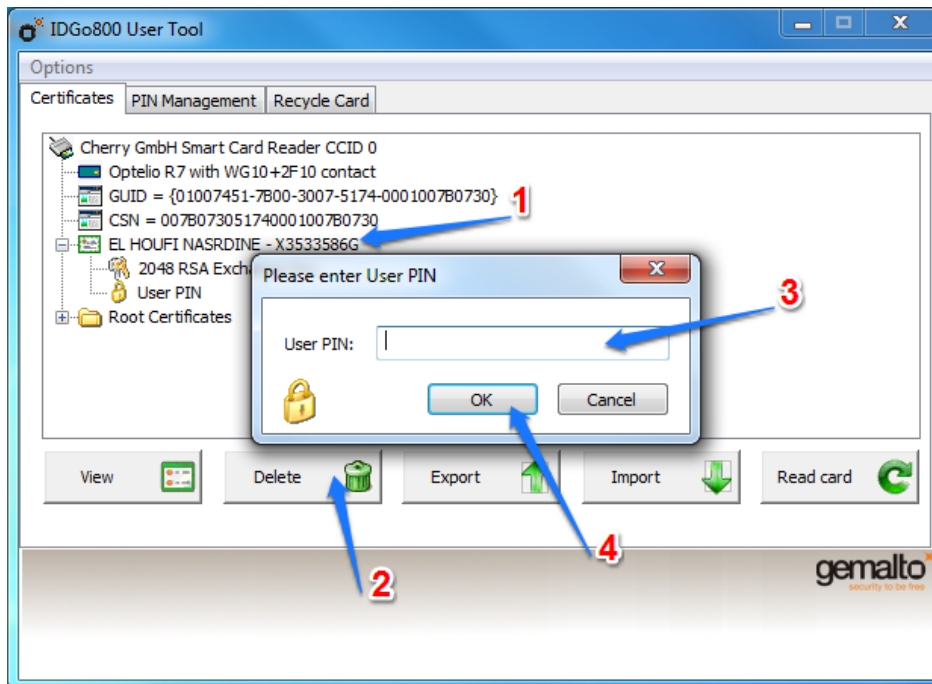 IDGo800 User Tool
Options
Certificates PIN Management Recycle Card
Cherry GmbH Smart Card Reader CCID 0
Optelio R7 with WG10+2F10 contact
GUID = {01007451-7B00-3007-5174-0001007B0730}
1
CSN = 007B073051740001007B0730
EL HOUFI NASRDINE - X3533586G
2048 RSA Exch
Please enter User PIN
User PIN
3
Root Certificates
User PIN:
OK Cancel
View Delete Export Import Read card
4
2
gemalto
security to be free